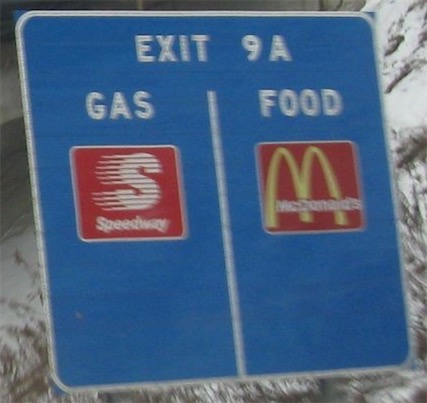 EXIT 9A
GAS
FOOD
S
Speedway
M
McDonald's